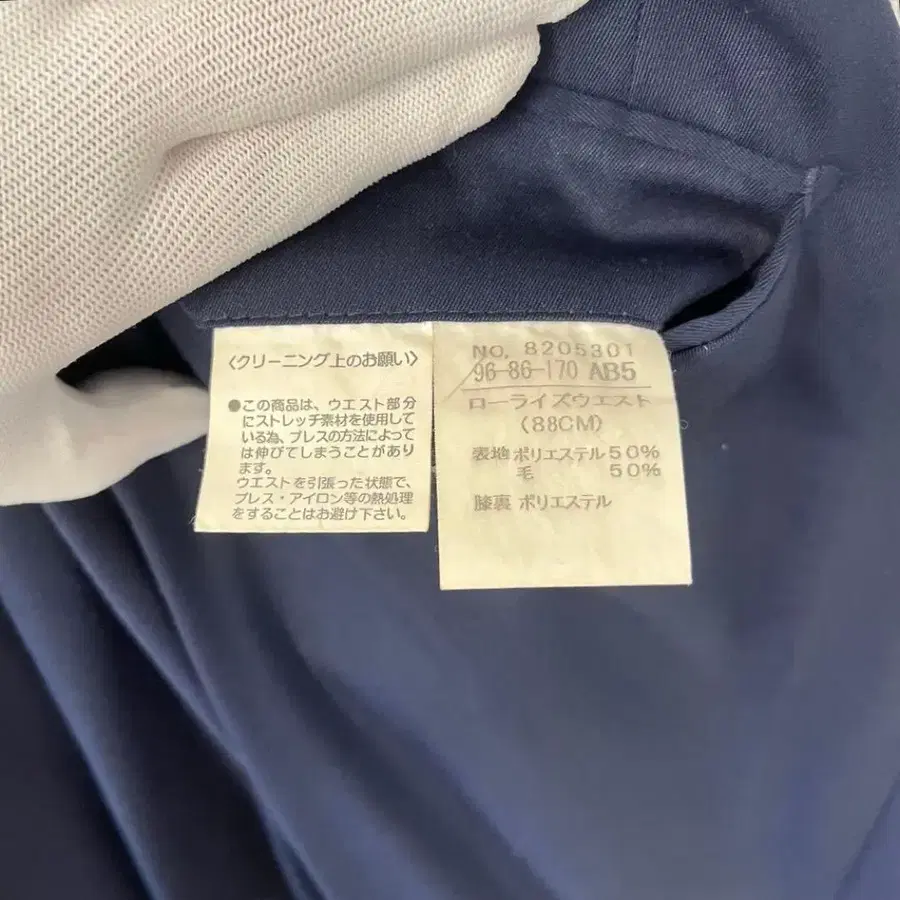 〈クリーニング上のお願い〉
●この商品は、ウエスト部分
にストレッチ素材を使用して
いる為、プレスの方法によって
は伸びてしまうことがあり
ます。
ウエストを引張った状態で、
プレス・アイロン等の熱処理
をすることはお避け下さい。
NO. 8205301
96-86-170 AB5
ローライズウエスト
(88CM)
表地 ポリエステル 50%
毛 50%
膝裏 ポリエステル